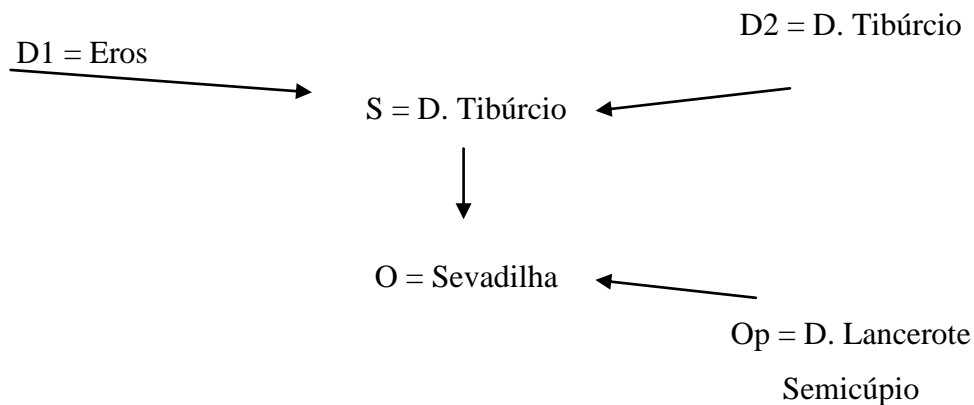 D2 = D. Tibúrcio
D1 = Eros
S = D. Tibúrcio
O = Sevadilha
Op = D. Lancerote
Semicúpio